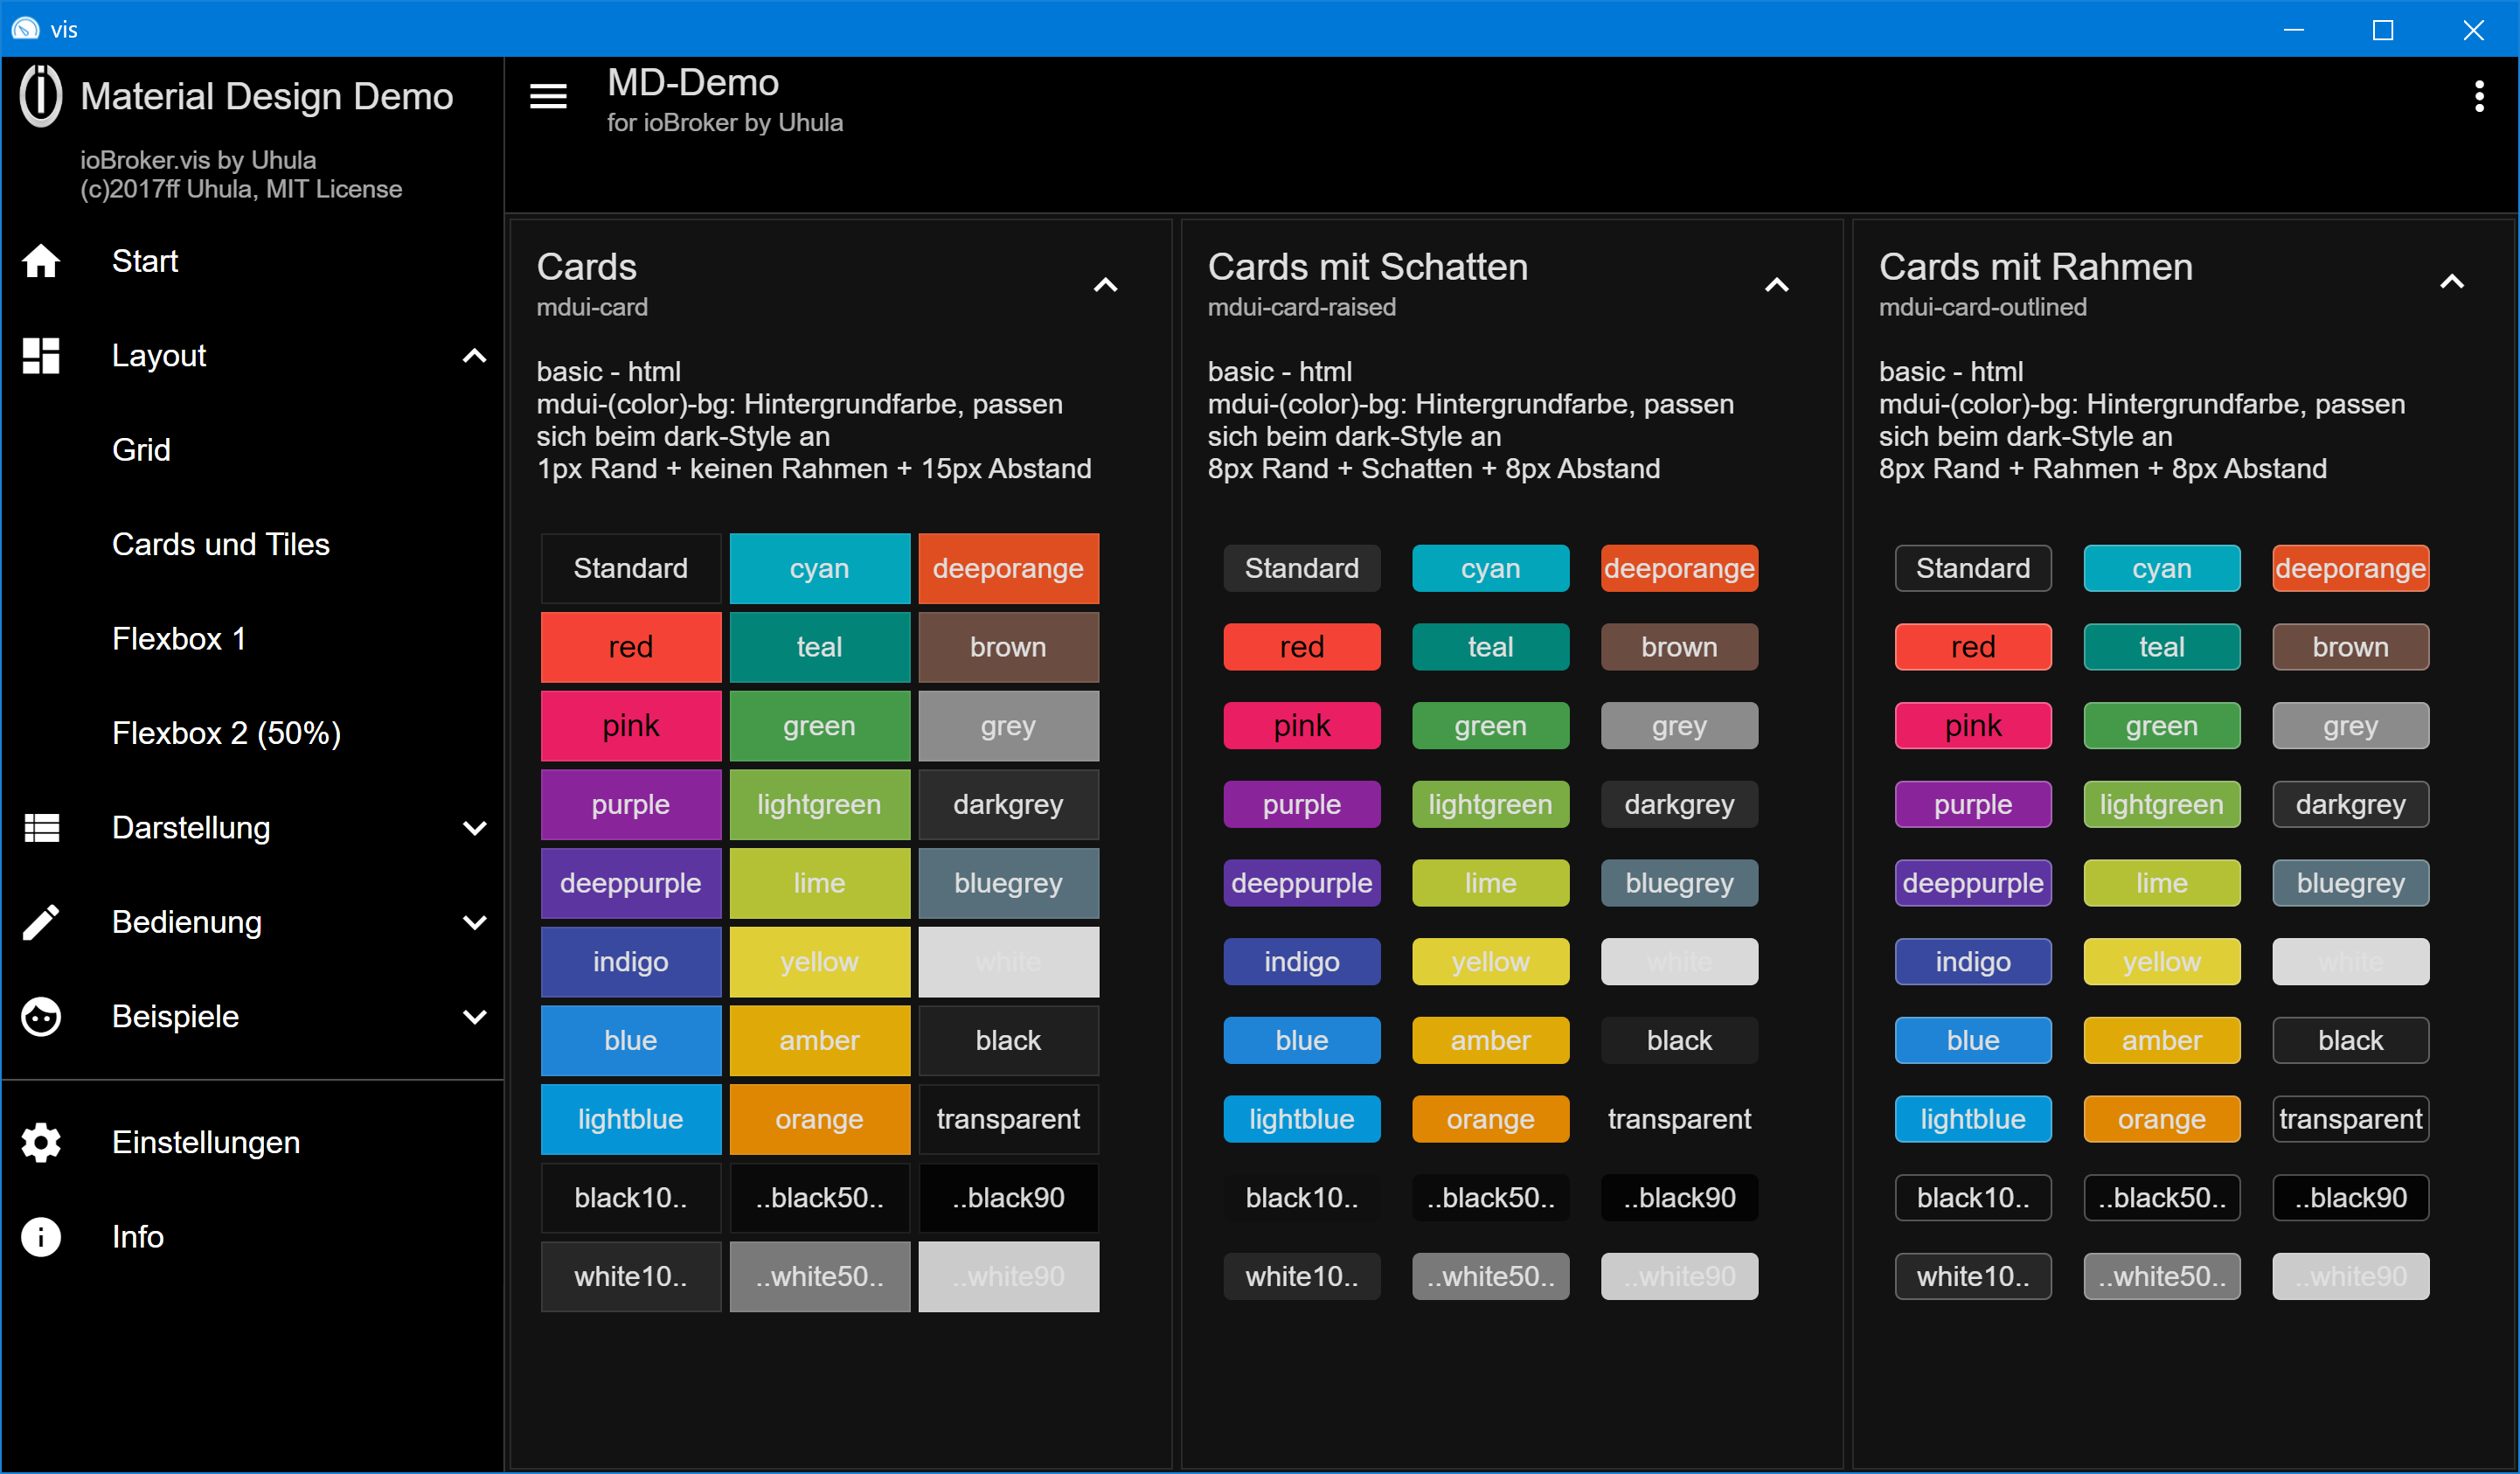 vis
Material Design Demo
ioBroker.vis by Uhula
(c)2017ff Uhula, MIT License
Start
Layout
Grid
Cards und Tiles
Flexbox 1
Flexbox 2 (50%)
Darstellung
Bedienung
Beispiele
Einstellungen
Info
MD-Demo
for ioBroker by Uhula
Cards
mdui-card
basic - html
mdui-(color)-bg: Hintergrundfarbe, passen
sich beim dark-Style an
1px Rand + keinen Rahmen + 15px Abstand
Standard cyan deeporange
red teal brown
pink green grey
purple lightgreen darkgrey
deeppurple lime bluegrey
indigo yellow white
blue amber black
lightblue orange transparent
black10.. ..black50.. ..black90
white10.. ..white50.. ..white90
Cards mit Schatten
mdui-card-raised
basic - html
mdui-(color)-bg: Hintergrundfarbe, passen
sich beim dark-Style an
8px Rand + Schatten + 8px Abstand
Standard cyan deeporange
red teal brown
pink green grey
purple lightgreen darkgrey
deeppurple lime bluegrey
indigo yellow white
blue amber black
lightblue orange transparent
black10.. ..black50.. ..black90
white10.. ..white50.. ..white90
Cards mit Rahmen
mdui-card-outlined
basic - html
mdui-(color)-bg: Hintergrundfarbe, passen
sich beim dark-Style an
8px Rand + Rahmen + 8px Abstand
Standard cyan deeporange
red teal brown
pink green grey
purple lightgreen darkgrey
deeppurple lime bluegrey
indigo yellow white
blue amber black
lightblue orange transparent
black10.. ..black50.. ..black90
white10.. ..white50.. ..white90